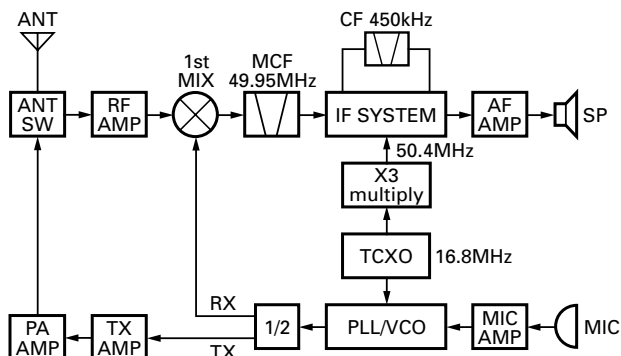 ANT
CF 450kHz
1st
MIX
MCF
49.95MHz
ANT
SW
RF
AMP
IF SYSTEM
AF
AMP
SP
50.4MHz
X3
multiply
TCXO
16.8MHz
RX
PA
AMP
TX
AMP
1/2
PLL/VCO
MIC
AMP
MIC
TX